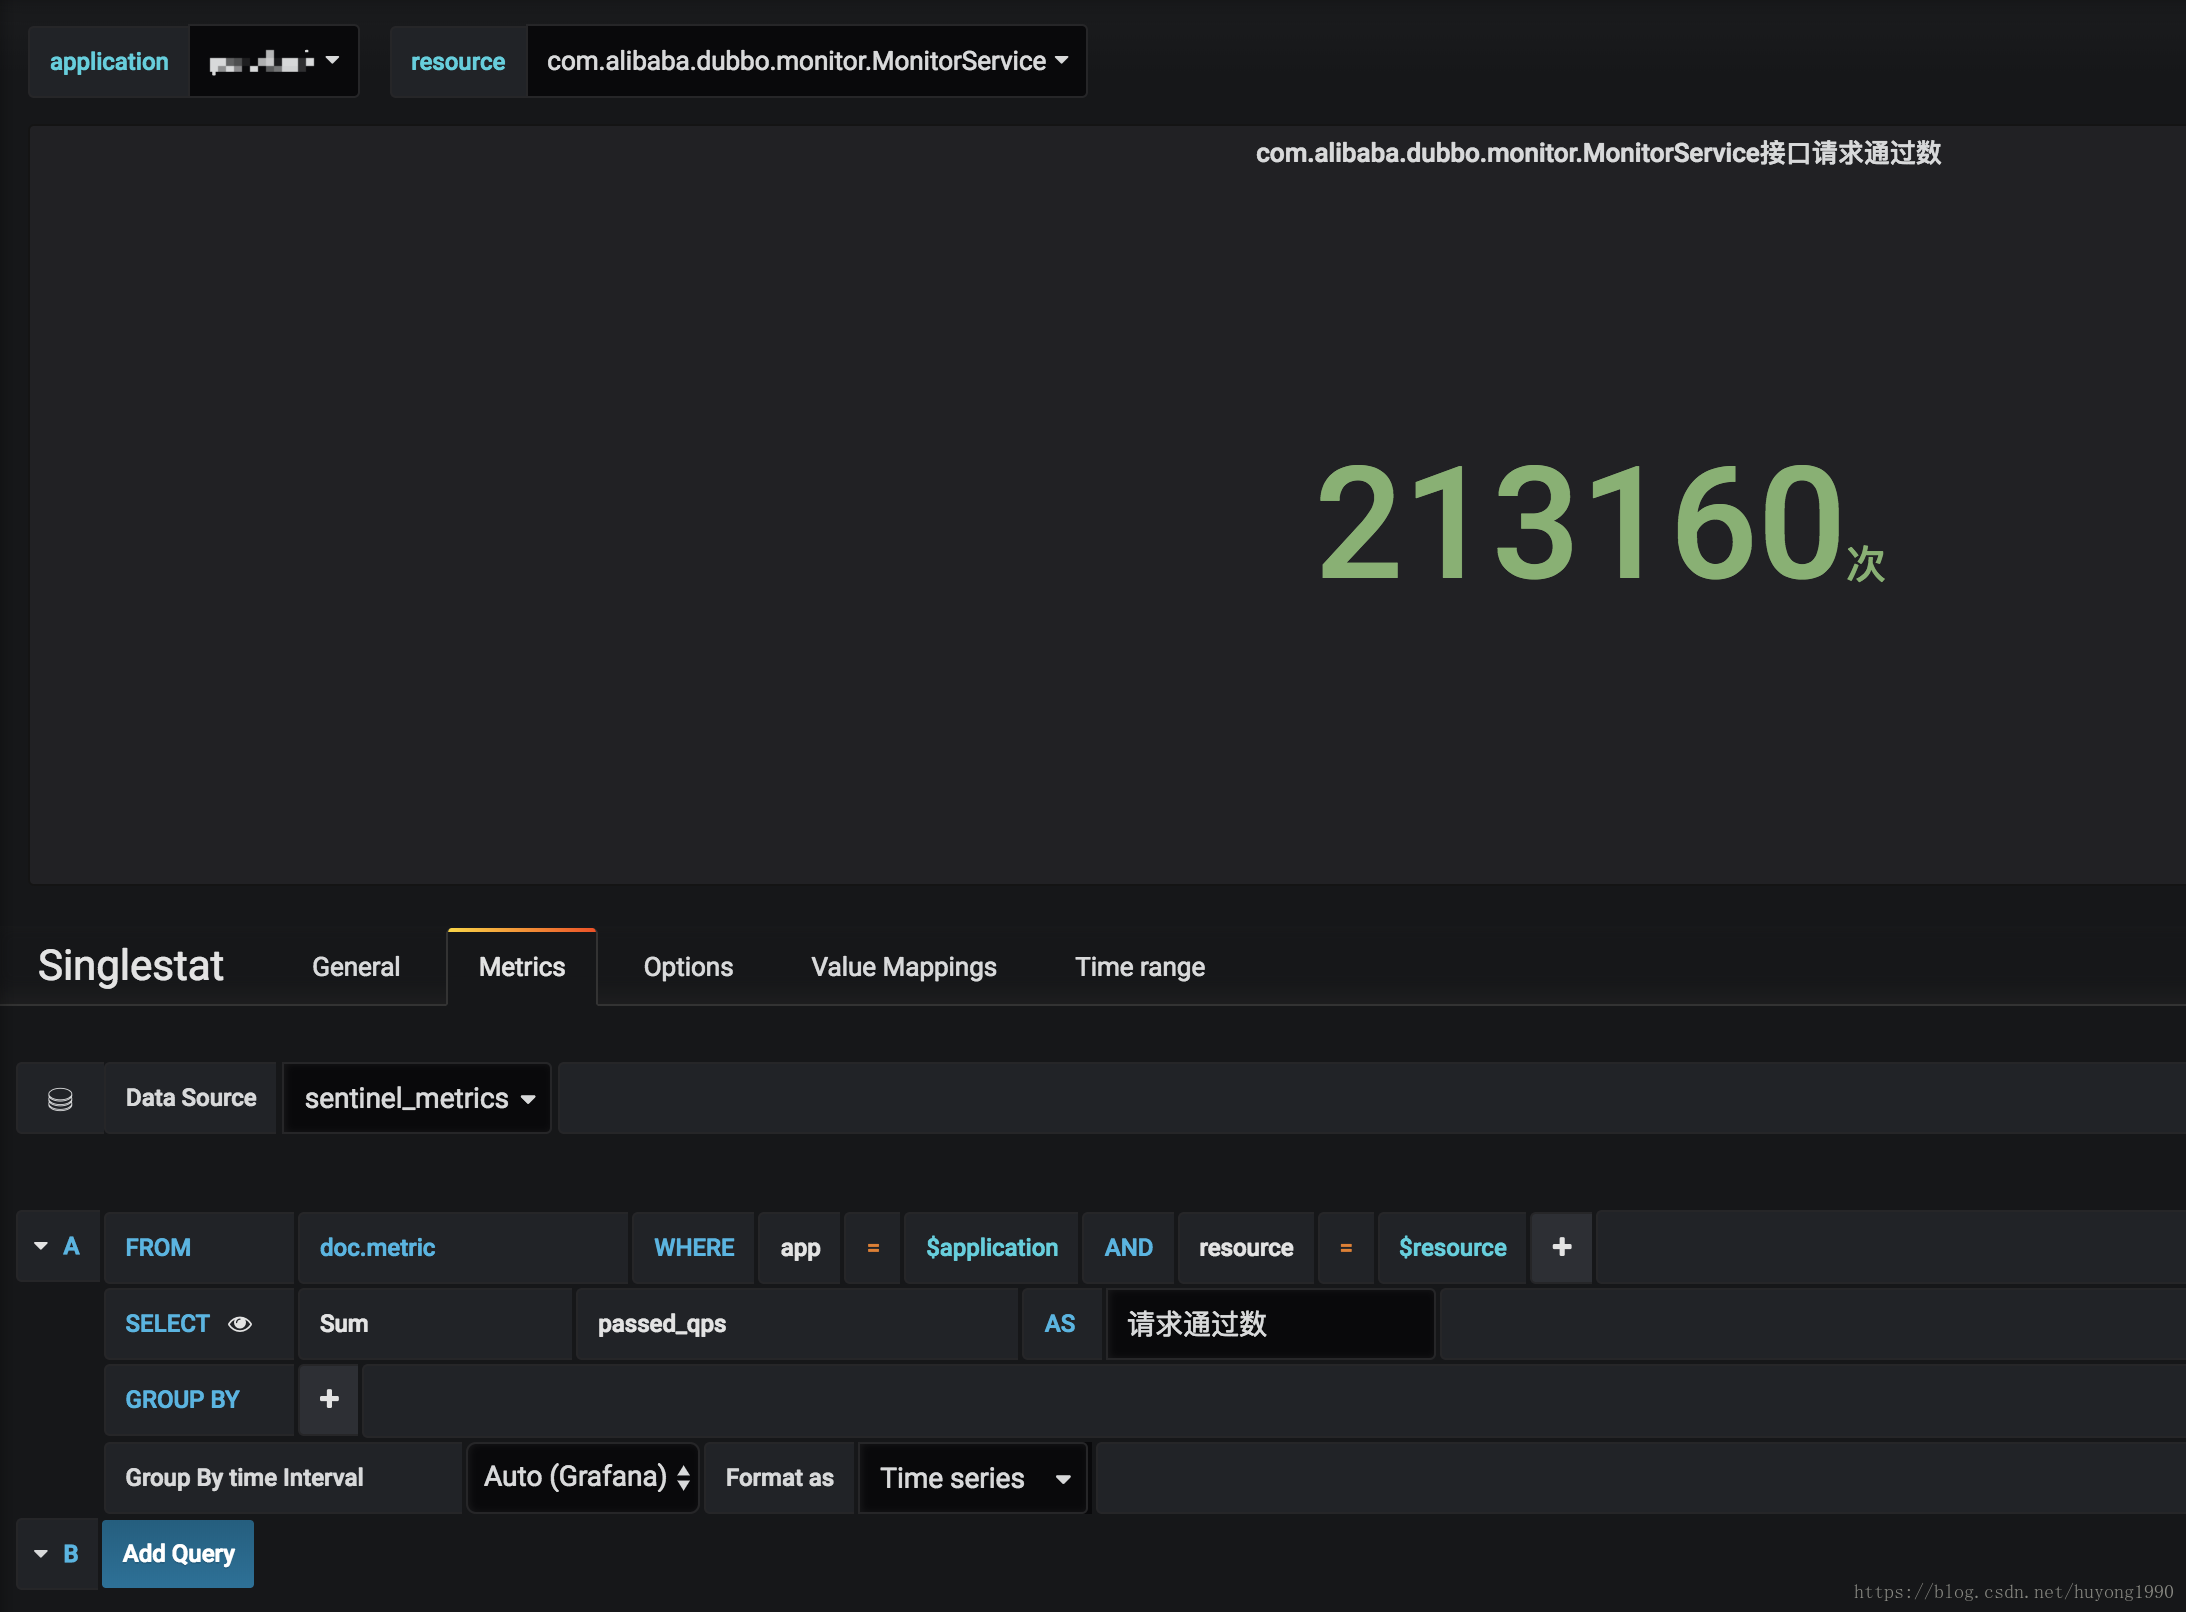 application
resource com.alibaba.dubbo.monitor.MonitorService
com.alibaba.dubbo.monitor.MonitorService接口请求通过数
213160次
Singlestat General Metrics Options Value Mappings Time range
Data Source sentinel_metrics
A FROM doc.metric WHERE app = $application AND resource = $resource +
SELECT Sum passed_qps AS 请求通过数
GROUP BY +
Group By time Interval Auto (Grafana) Format as Time series
B Add Query
https://blog.csdn.net/huyong1990